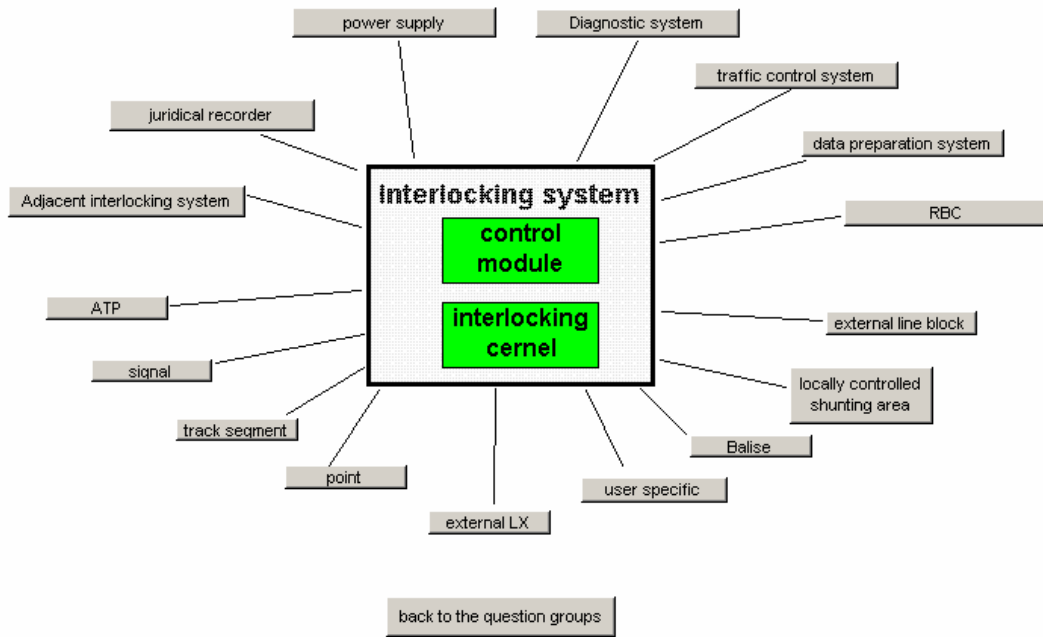 power supply
Diagnostic system
traffic control system
juridical recorder
data preparation system
Interlocking system
Adjacent interlocking system
RBC
control
module
ATP
interlocking
cernel
external line block
signal
locally controlled
shunting area
track segment
Balise
point
user specific
external LX
back to the question groups